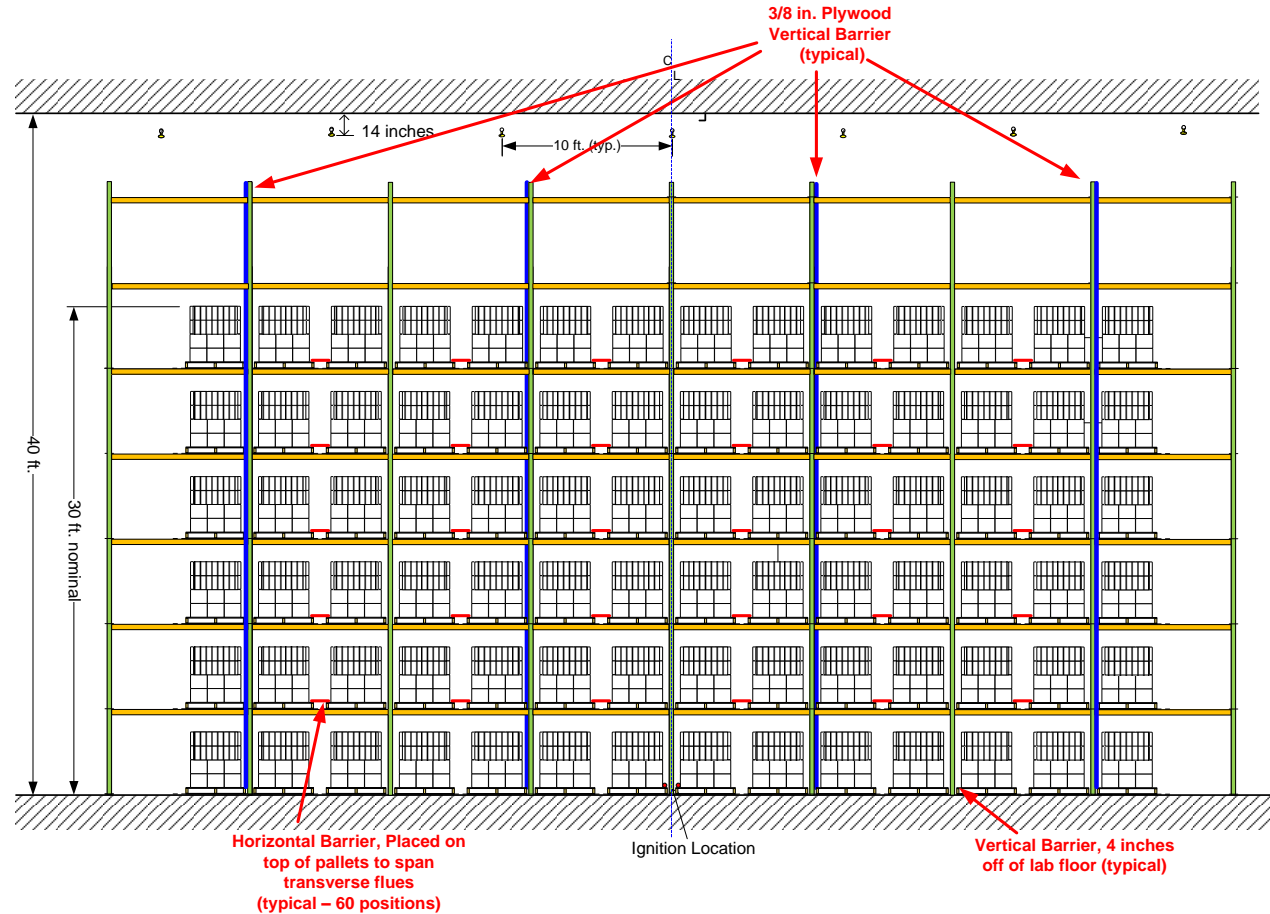 3/8 in. Plywood
Vertical Barrier
(typical)
C
L
14 inches
10 ft. (typ.)
40 ft.
30 ft. nominal
Horizontal Barrier, Placed on
top of pallets to span
transverse flues
(typical – 60 positions)
Ignition Location
Vertical Barrier, 4 inches
off of lab floor (typical)